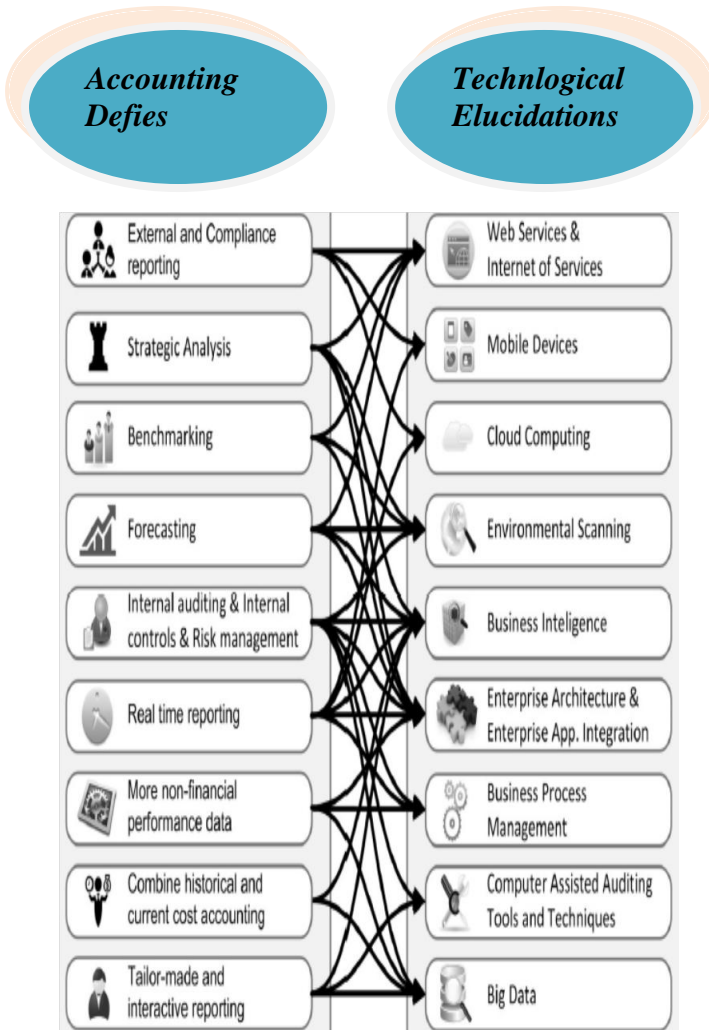 Accounting
Defies
Technlogical
Elucidations
External and Compliance
reporting
Strategic Analysis
Benchmarking
Forecasting
Internal auditing & Internal
controls & Risk management
Real time reporting
More non-financial
performance data
Combine historical and
current cost accounting
Tailor-made and
interactive reporting
Web Services &
Internet of Services
Mobile Devices
Cloud Computing
Environmental Scanning
Business Inteligence
Enterprise Architecture &
Enterprise App. Integration
Business Process
Management
Computer Assisted Auditing
Tools and Techniques
Big Data